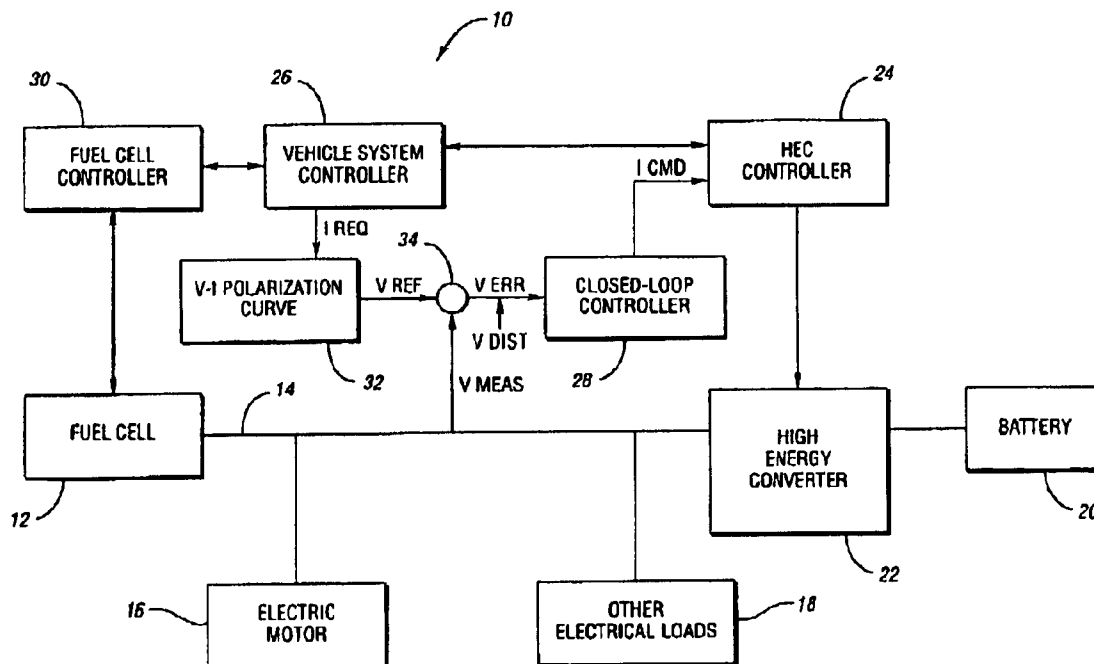 10
30
26
24
FUEL CELL
CONTROLLER
VEHICLE SYSTEM
CONTROLLER
HEC
CONTROLLER
I CMD
I REQ
34
V-I POLARIZATION
CURVE
V REF
V ERR
CLOSED-LOOP
CONTROLLER
V DIST
32
28
V MEAS
14
FUEL CELL
HIGH
ENERGY
CONVERTER
BATTERY
12
20
22
16
ELECTRIC
MOTOR
OTHER
ELECTRICAL LOADS
18